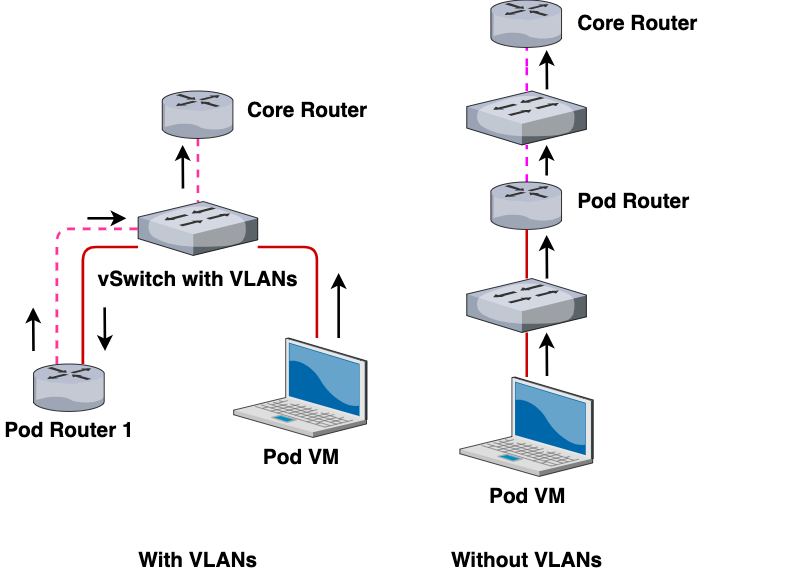 Core Router
vSwitch with VLANs
Pod Router 1
Pod VM
With VLANs
Core Router
Pod Router
Pod VM
Without VLANs